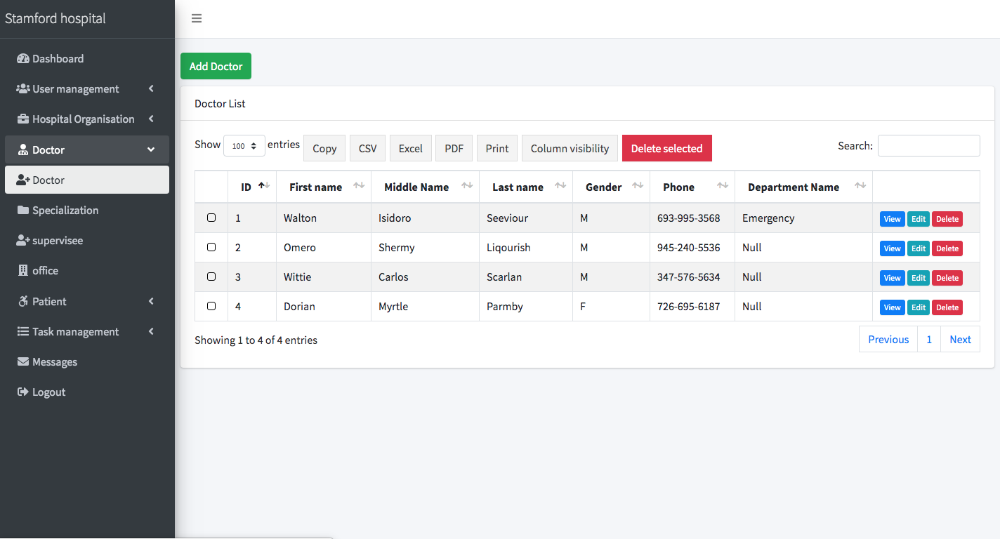 Stamford hospital
Dashboard
User management
Hospital Organisation
Doctor
Doctor
Specialization
supervisee
office
Patient
Task management
Messages
Logout
Add Doctor
Doctor List
Show 100 entries Copy CSV Excel PDF Print Column visibility Delete selected Search:
ID First name Middle Name Last name Gender Phone Department Name
1 Walton Isidoro Seeviour M 693-995-3568 Emergency View Edit Delete
2 Omero Shermy Liqourish M 945-240-5536 Null View Edit Delete
3 Wittie Carlos Scarlan M 347-576-5634 Null View Edit Delete
4 Dorian Myrtle Parmby F 726-695-6187 Null View Edit Delete
Showing 1 to 4 of 4 entries Previous 1 Next